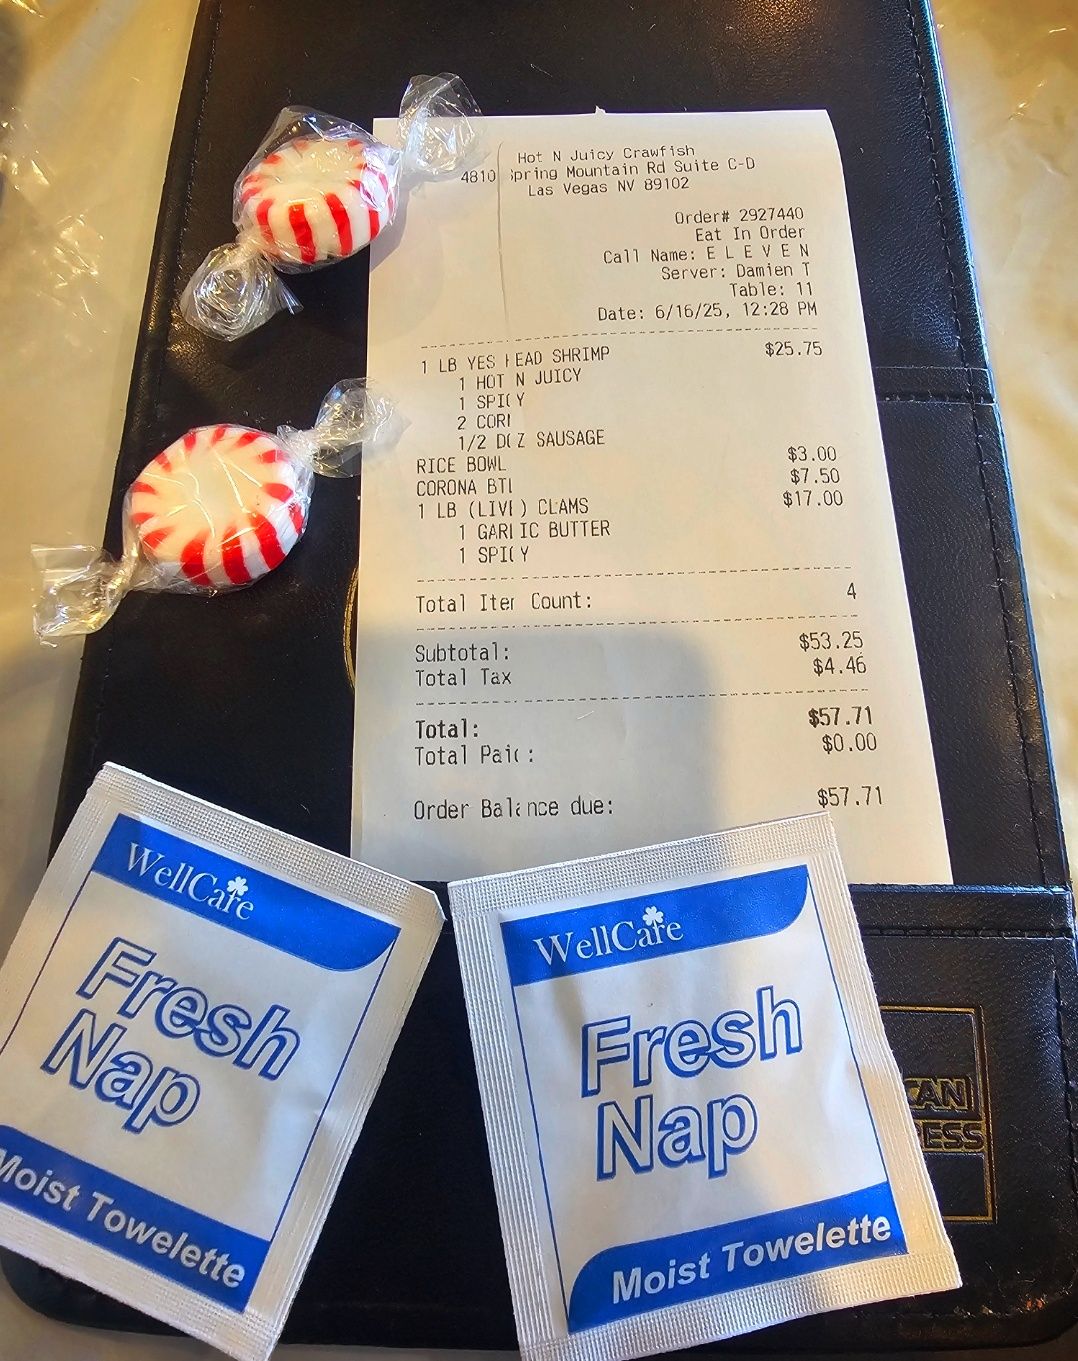 Hot N Juicy Crawfish
4810 Spring Mountain Rd Suite C-D
Las Vegas NV 89102
Order# 2927440
Eat In Order
Call Name: E L E V E N
Server: Damien T
Table: 11
Date: 6/16/25, 12:28 PM
1 LB YES HEAD SHRIMP $25.75
1 HOT N JUICY
1 SPICY
2 CORN
1/2 DOZ SAUSAGE
RICE BOWL $3.00
CORONA BTL $7.50
1 LB (LIVE) CLAMS $17.00
1 GARLIC BUTTER
1 SPICY
Total Item Count: 4
Subtotal: $53.25
Total Tax $4.46
Total: $57.71
Total Paid: $0.00
Order Balance due: $57.71
WellCare
Fresh
Nap
Moist Towelette
WellCare
Fresh
Nap
Moist Towelette
CAN
ESS